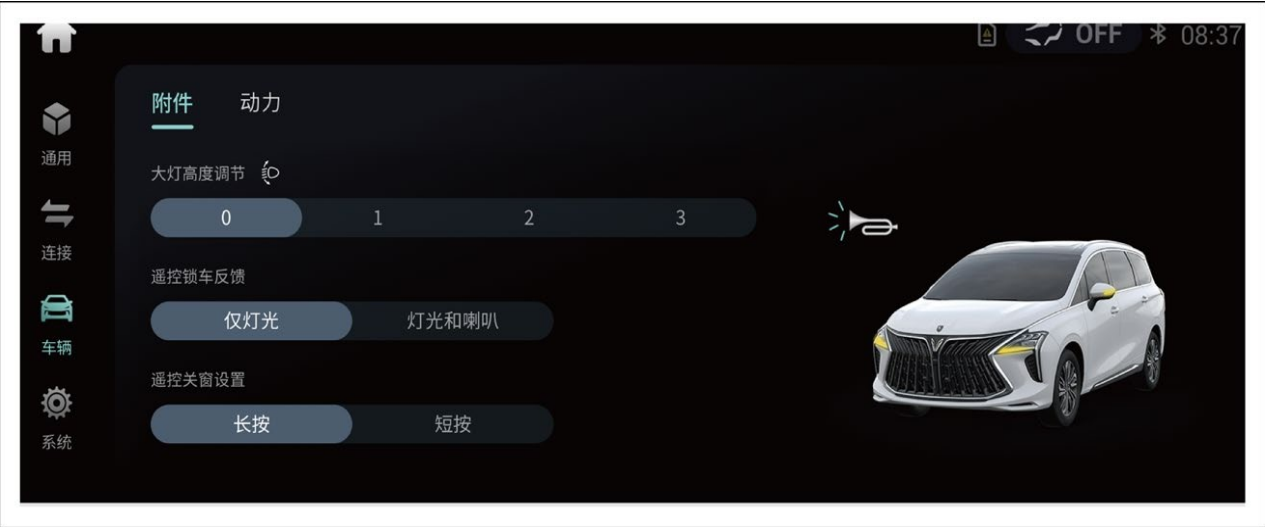 OFF 08:37
附件 动力
通用
大灯高度调节
0 1 2 3
连接
遥控锁车反馈
仅灯光 灯光和喇叭
车辆
遥控关窗设置
长按 短按
系统